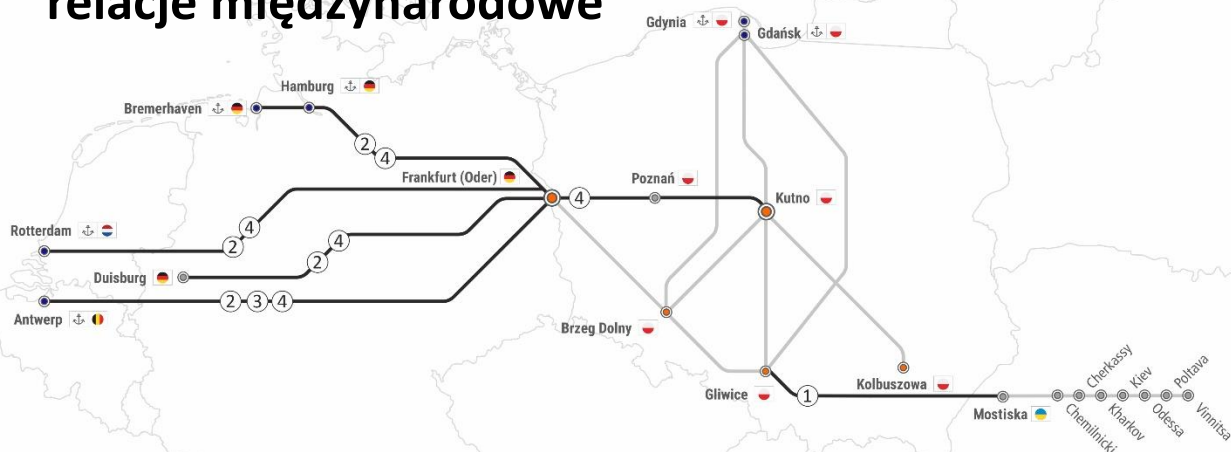 relacje międzynarodowe
Gdynia
Gdańsk
Hamburg
Bremerhaven
2
4
Frankfurt (Oder)
4
Poznań
Kutno
Rotterdam
4
2
4
Duisburg
2
2 3 4
Antwerp
Brzeg Dolny
Gliwice
1
Kolbuszowa
Mostiska
Chemilnicki
Cherkassy
Kharkov
Kiev
Odessa
Poltava
Vinnitsa